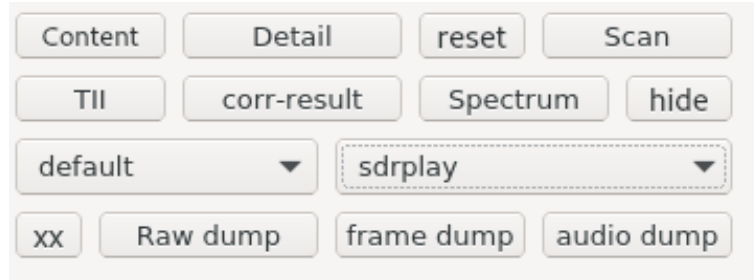 Content Detail reset Scan
TII corr-result Spectrum hide
default sdrplay
xx Raw dump frame dump audio dump